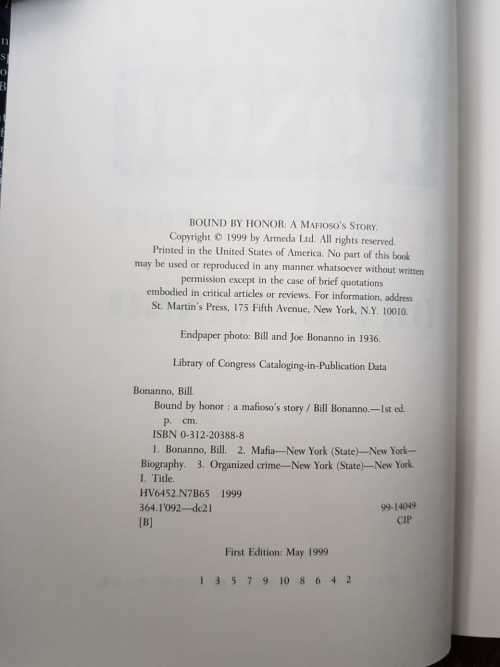 BOUND BY HONOR: A MAFIOSO'S STORY.
Copyright © 1999 by Armeda Ltd. All rights reserved.
Printed in the United States of America. No part of this book
may be used or reproduced in any manner whatsoever without written
permission except in the case of brief quotations
embodied in critical articles or reviews. For information, address
St. Martin's Press, 175 Fifth Avenue, New York, N.Y. 10010.
Endpaper photo: Bill and Joe Bonanno in 1936.
Library of Congress Cataloging-in-Publication Data
Bonanno, Bill.
Bound by honor : a mafioso's story / Bill Bonanno.—1st ed.
p. cm.
ISBN 0-312-20388-8
1. Bonanno, Bill. 2. Mafia—New York (State)—New York—
Biography. 3. Organized crime—New York (State)—New York.
I. Title.
HV6452.N7B65 1999
364.1'092—dc21 99-14049
[B] CIP
First Edition: May 1999
1 3 5 7 9 10 8 6 4 2